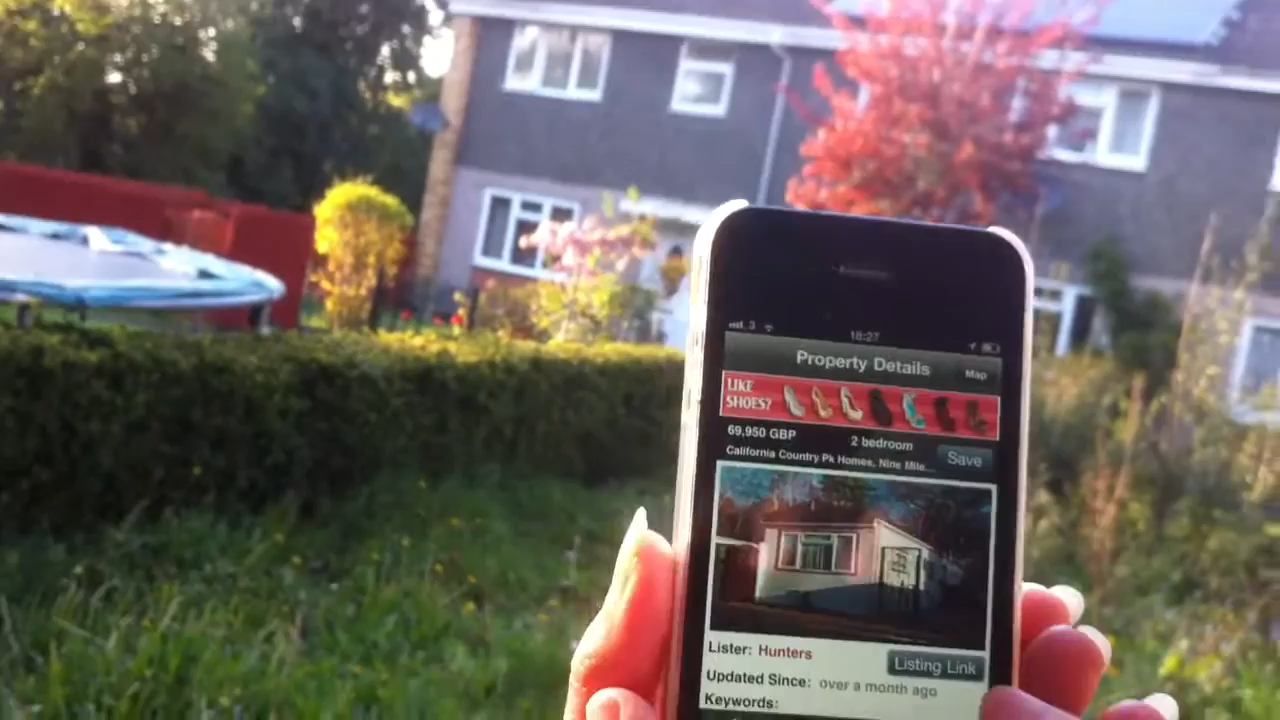 3
18:27
Property Details
Map
LIKE
SHOES?
69,950 GBP
2 bedroom
California Country Pk Homes, Nine Mile...
Save
Lister: Hunters
Listing Link
Updated Since: over a month ago
Keywords: